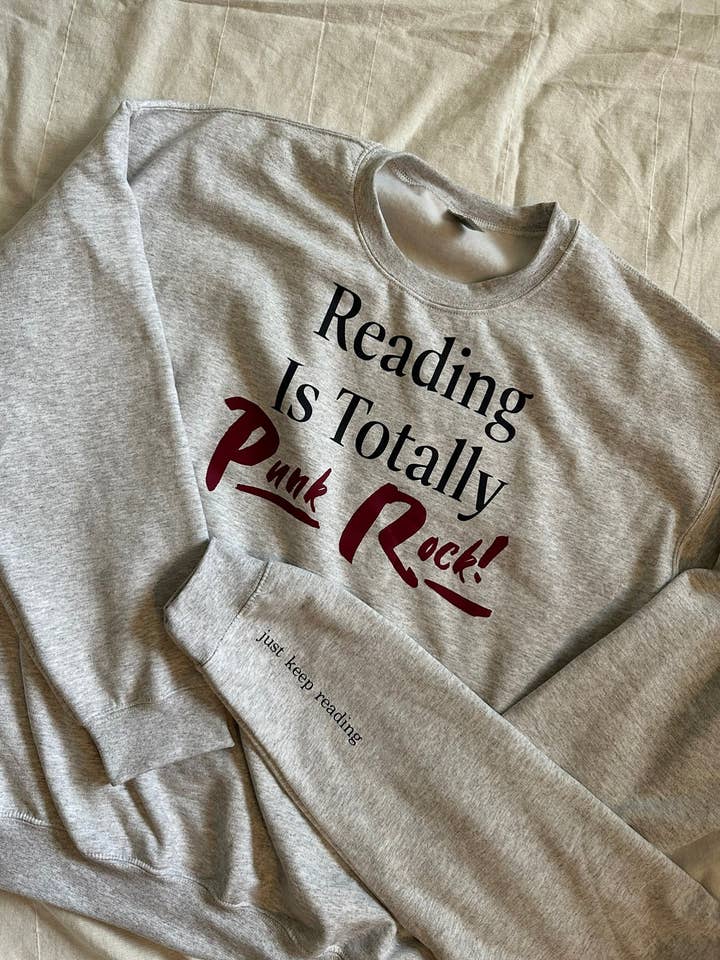 Reading
Is Totally
Punk Rock!
just keep reading